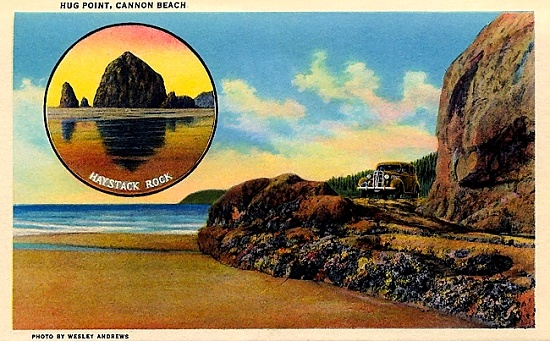 HUG POINT, CANNON BEACH
HAYSTACK ROCK
PHOTO BY WESLEY ANDREWS